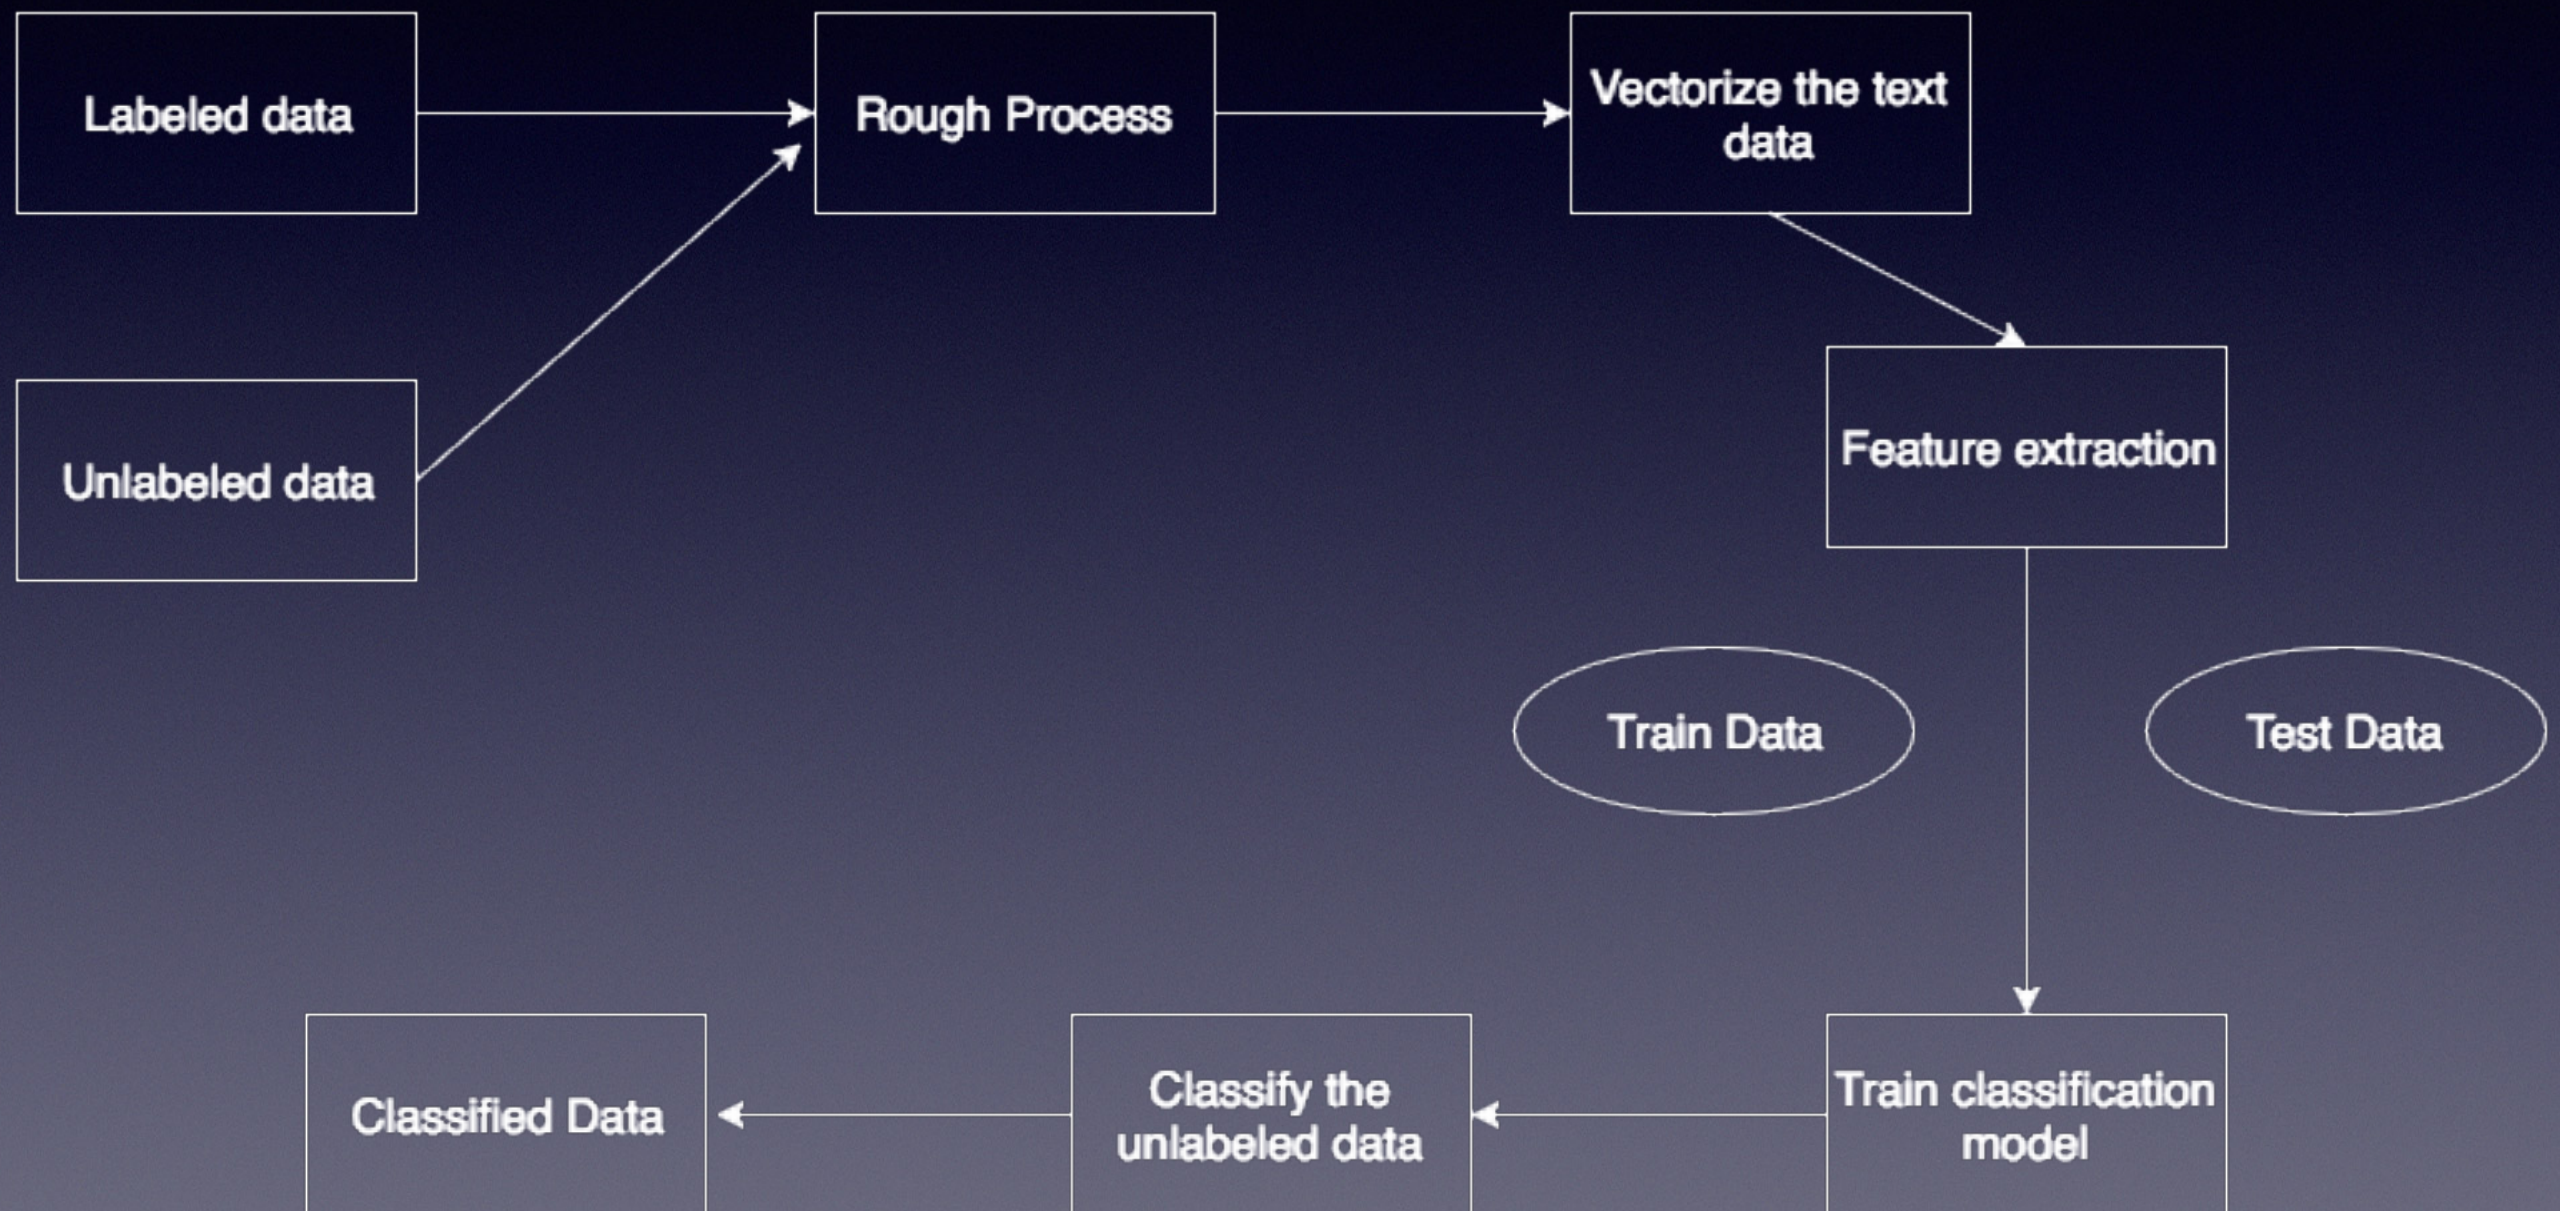 Labeled data
Rough Process
Vectorize the text
data
Unlabeled data
Feature extraction
Train Data
Test Data
Classified Data
Classify the
unlabeled data
Train classification
model